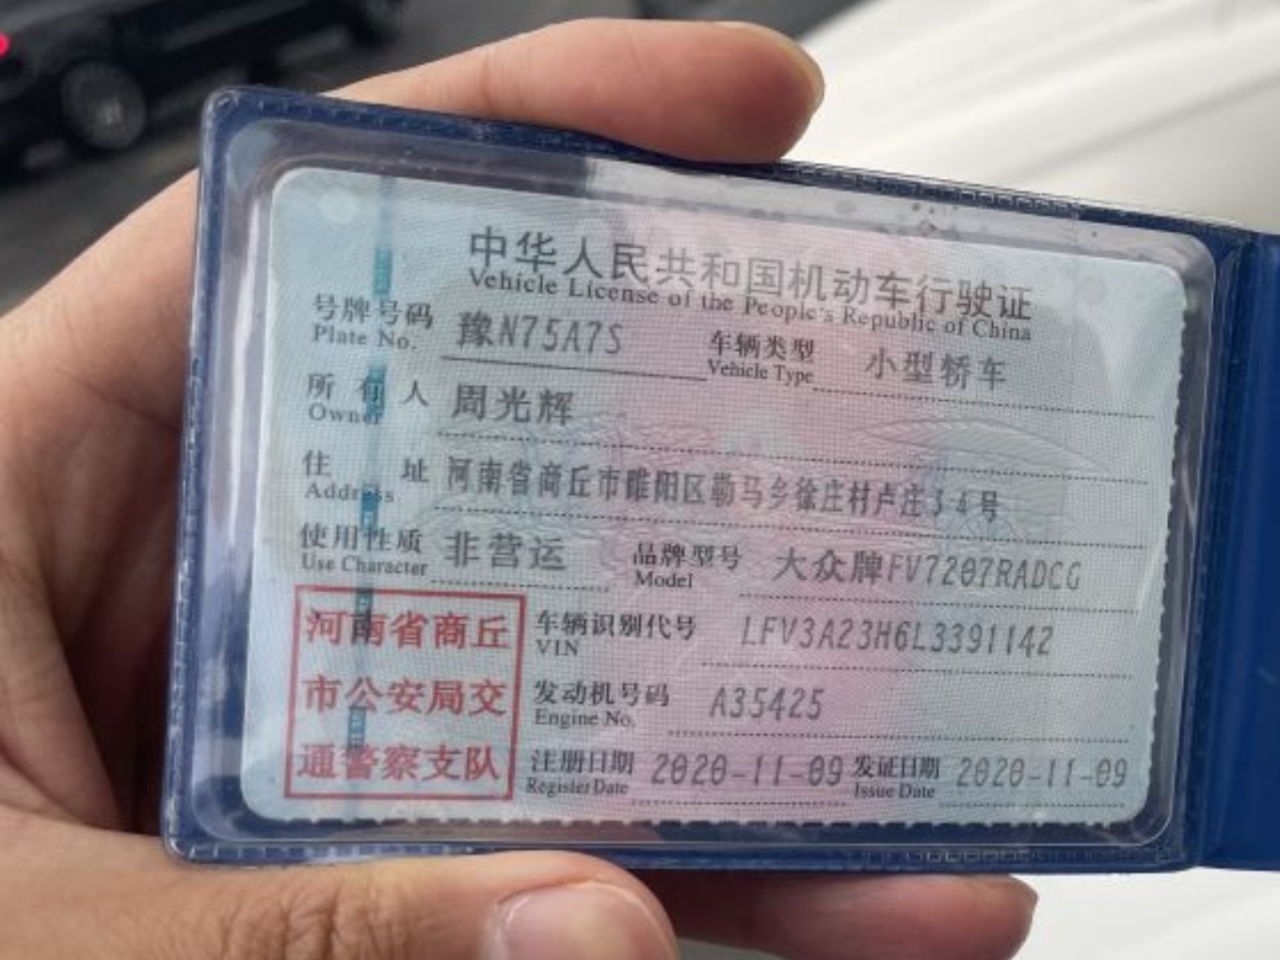 中华人民共和国机动车行驶证
Vehicle License of the People's Republic of China
号牌号码 豫N75A7S 车辆类型 小型轿车
Plate No. Vehicle Type
所有人 周光辉
Owner
住址 河南省商丘市睢阳区勒马乡徐庄村卢庄34号
Address
使用性质 非营运 品牌型号 大众牌FV7207RADCG
Use Character Model
河南省商丘
市公安局交
通警察支队
车辆识别代号 LFV3A23H6L3391142
VIN
发动机号码 A35425
Engine No.
注册日期 2020-11-09 发证日期 2020-11-09
Register Date Issue Date